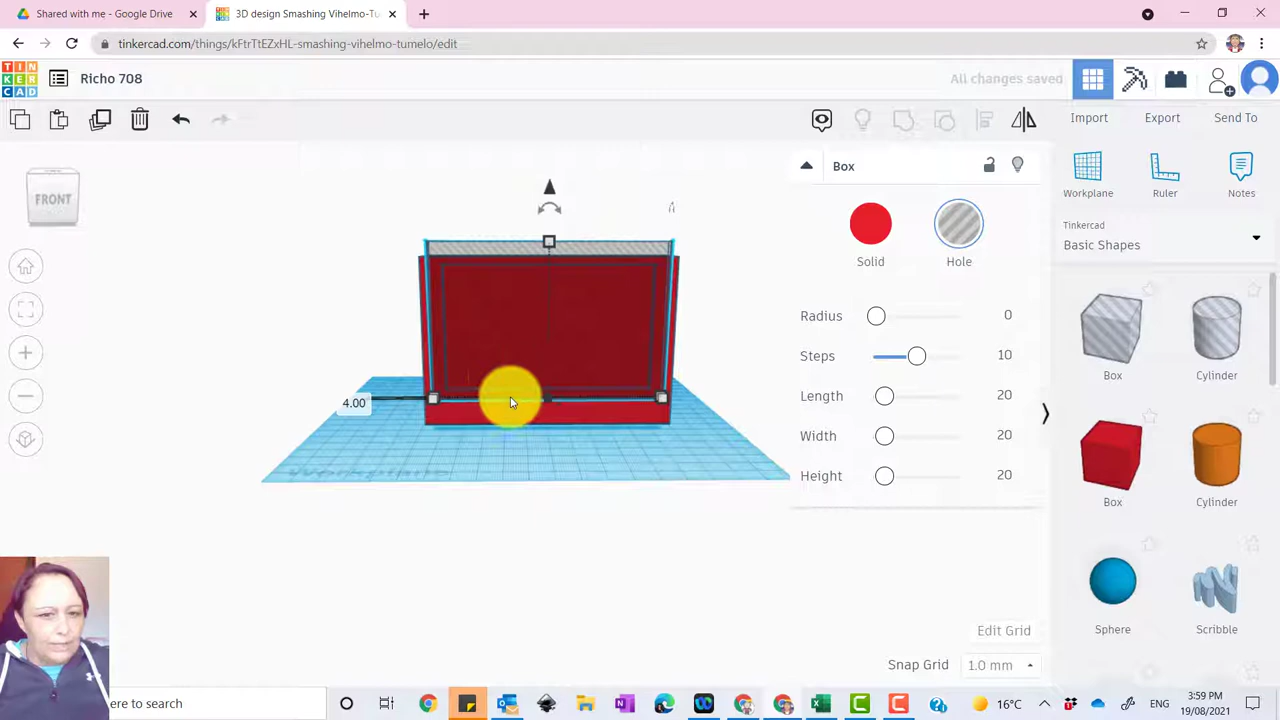 Shared with me - Google Drive
3D design Smashing Vihelmo-Tu
tinkercad.com/things/kFtrTtEZxHL-smashing-vihelmo-tumelo/edit
TIN
KER
CAD
Richo 708
All changes saved
Import
Export
Send To
FRONT
Box
Solid
Hole
Radius
0
Steps
10
Length
20
Width
20
Height
20
4.00
Workplane
Ruler
Notes
Tinkercad
Basic Shapes
Box
Cylinder
Box
Cylinder
Sphere
Scribble
Edit Grid
Snap Grid
1.0 mm
ere to search
16°C
3:59 PM
19/08/2021